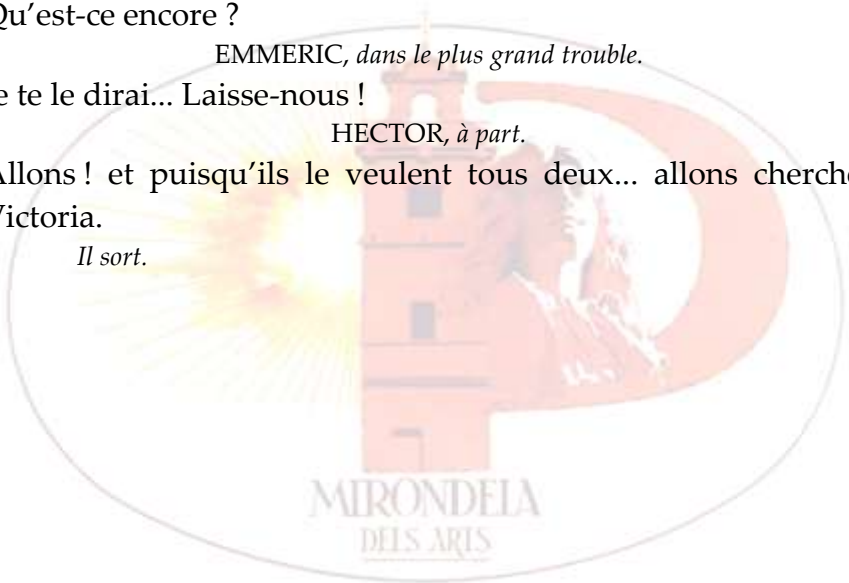 Qu’est-ce encore ?
EMMERIC, dans le plus grand trouble.
e te le dirai... Laisse-nous !
HECTOR, à part.
Allons ! et puisqu’ils le veulent tous deux... allons cherche
Victoria.
Il sort.
MIRONDELA
DELS ARTS